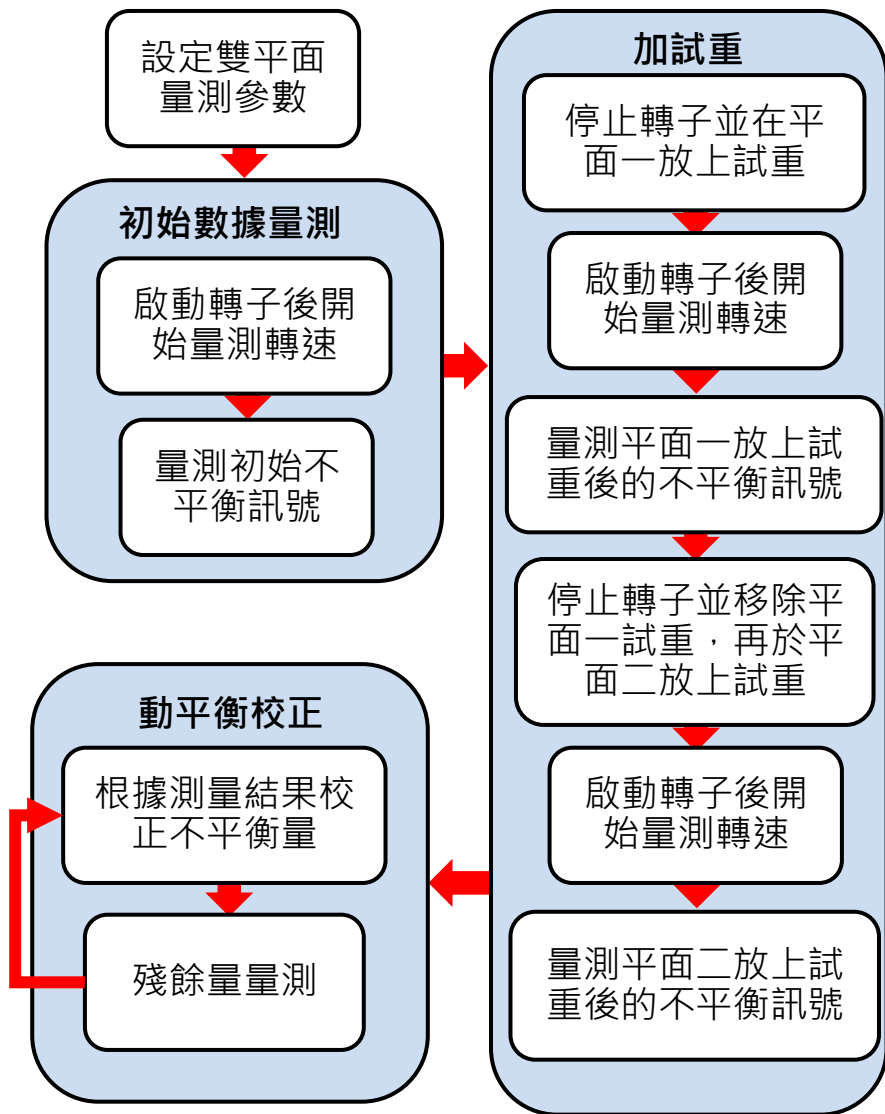 設定雙平面
量測參數
初始數據量測
啟動轉子後開
始量測轉速
量測初始不
平衡訊號
加試重
停止轉子並在平
面一放上試重
啟動轉子後開
始量測轉速
量測平面一放上試
重後的不平衡訊號
停止轉子並移除平
面一試重，再於平
面二放上試重
啟動轉子後開
始量測轉速
量測平面二放上試
重後的不平衡訊號
動平衡校正
根據測量結果校
正不平衡量
殘餘量量測